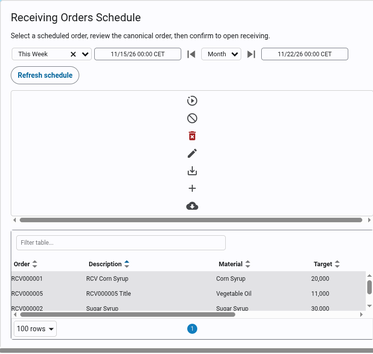 Receiving Orders Schedule
Select a scheduled order, review the canonical order, then confirm to open receiving.
This Week 11/15/26 00:00 CET Month 11/22/26 00:00 CET
Refresh schedule
Filter table...
Order Description Material Target
RCV000001 RCV Corn Syrup Corn Syrup 20,000
RCV000005 RCV000005 Title Vegetable Oil 11,000
RCV000002 Sugar Syrup Sugar Syrup 30,000
100 rows 1